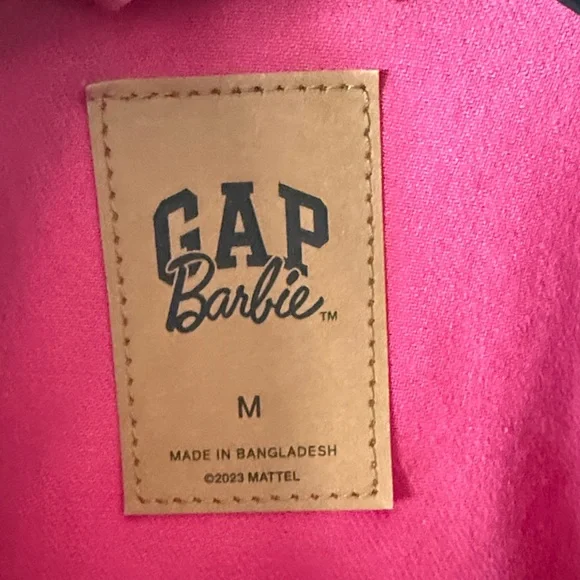 GAP
Barbie™
M
MADE IN BANGLADESH
©2023 MATTEL